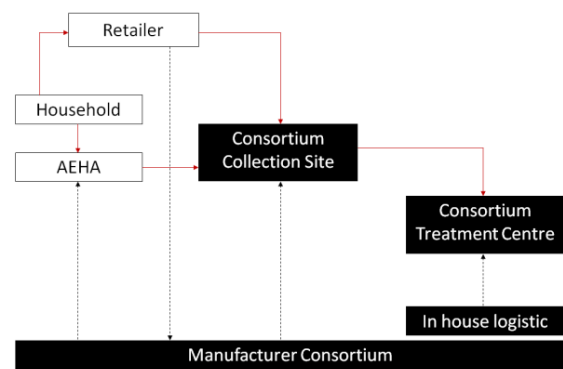 Retailer
Household
Consortium
Collection Site
AEHA
Consortium
Treatment Centre
In house logistic
Manufacturer Consortium